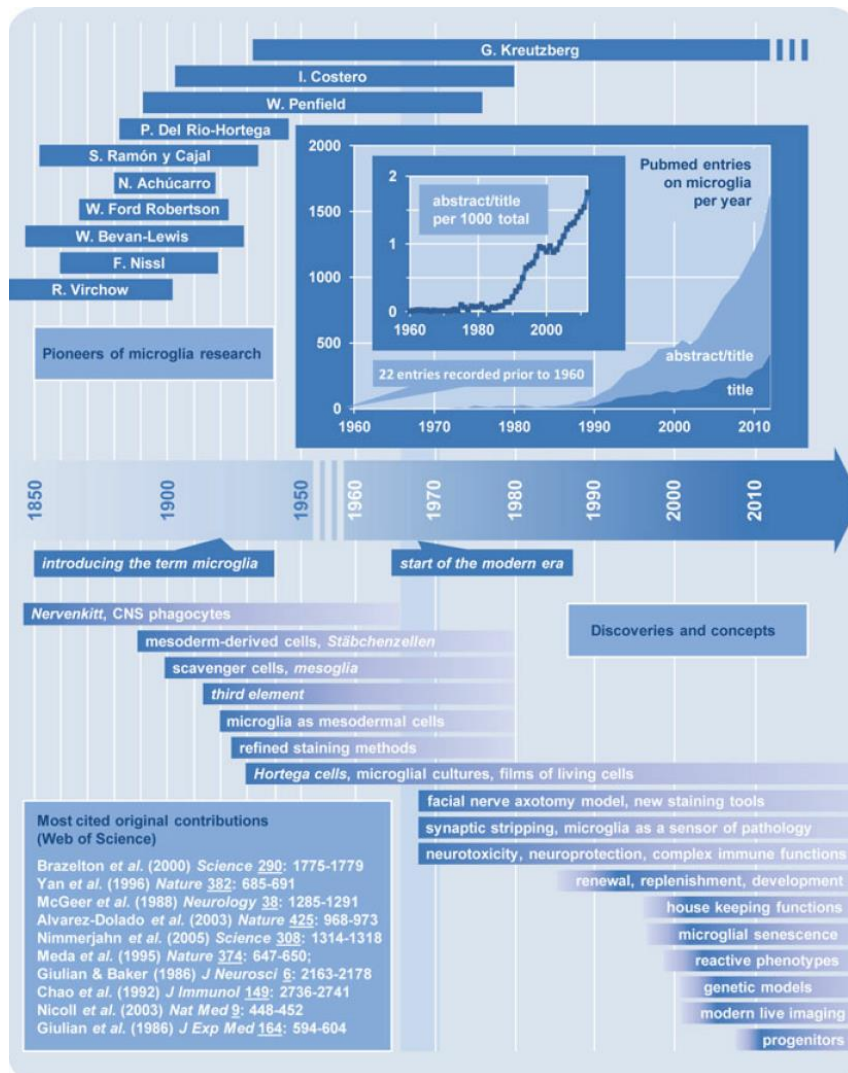 G. Kreutzberg
I. Costero
W. Penfield
P. Del Rio-Hortega
S. Ramón y Cajal
N. Achúcarro
W. Ford Robertson
W. Bevan-Lewis
F. Nissl
R. Virchow
Pioneers of microglia research
2000
1500
1000
500
0
Pubmed entries
on microglia
per year
2
1
0
abstract/title
per 1000 total
1960 1980 2000
22 entries recorded prior to 1960
abstract/title
title
1960 1970 1980 1990 2000 2010
1850 1900 1950 1960 1970 1980 1990 2000 2010
introducing the term microglia
start of the modern era
Nervenkitt, CNS phagocytes
Discoveries and concepts
mesoderm-derived cells, Stäbchenzellen
scavenger cells, mesoglia
third element
microglia as mesodermal cells
refined staining methods
Hortega cells, microglial cultures, films of living cells
facial nerve axotomy model, new staining tools
synaptic stripping, microglia as a sensor of pathology
neurotoxicity, neuroprotection, complex immune functions
renewal, replenishment, development
house keeping functions
microglial senescence
reactive phenotypes
genetic models
modern live imaging
progenitors
Most cited original contributions
(Web of Science)
Brazelton et al. (2000) Science 290: 1775-1779
Yan et al. (1996) Nature 382: 685-691
McGeer et al. (1988) Neurology 38: 1285-1291
Alvarez-Dolado et al. (2003) Nature 425: 968-973
Nimmerjahn et al. (2005) Science 308: 1314-1318
Meda et al. (1995) Nature 374: 647-650;
Giulian & Baker (1986) J Neurosci 6: 2163-2178
Chao et al. (1992) J Immunol 149: 2736-2741
Nicoll et al. (2003) Nat Med 9: 448-452
Giulian et al. (1986) J Exp Med 164: 594-604